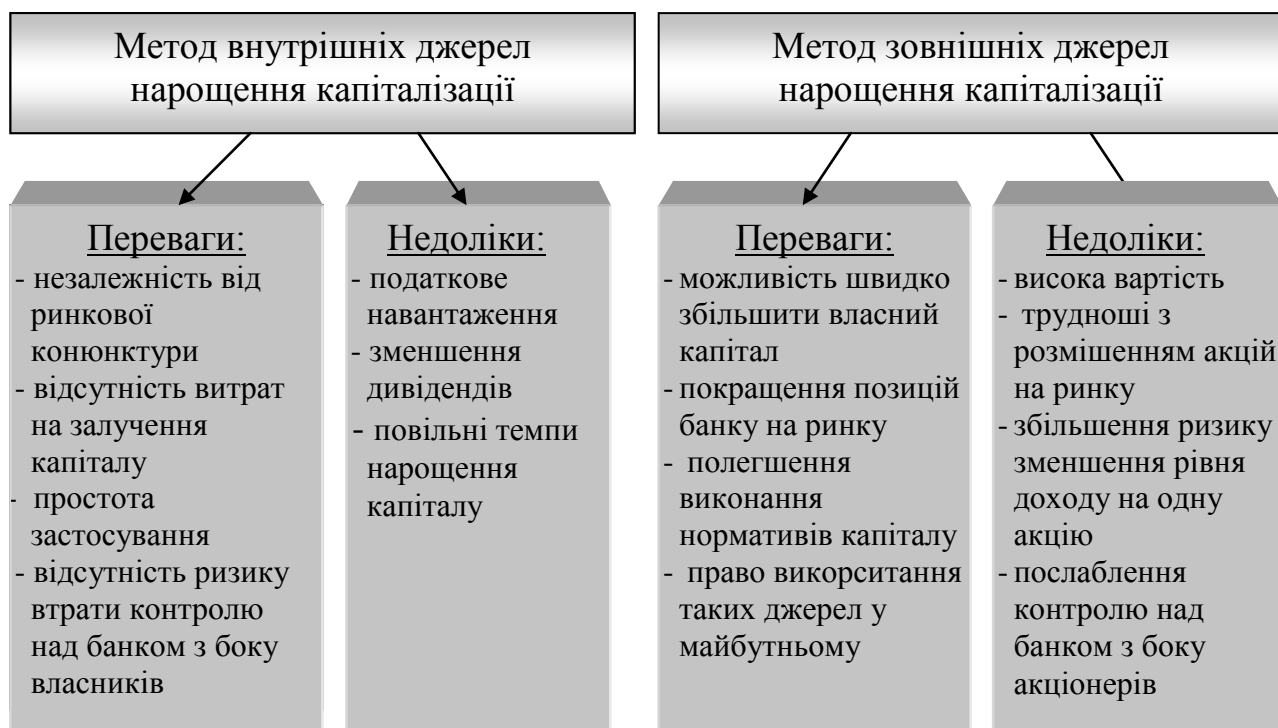 Метод внутрішніх джерел
нарощення капіталізації
Переваги:
- незалежність від
ринкової
конюнктури
- відсутність витрат
на залучення
капіталу
- простота
застосування
- відсутність ризику
втрати контролю
над банком з боку
власників
Недоліки:
- податкове
навантаження
- зменшення
дивідендів
- повільні темпи
нарощення
капіталу
Метод зовнішніх джерел
нарощення капіталізації
Переваги:
- можливість швидко
збільшити власний
капітал
- покращення позицій
банку на ринку
- полегшення
виконання
нормативів капіталу
- право викорситання
таких джерел у
майбутньому
Недоліки:
- висока вартість
- трудноші з
розмішенням акцій
на ринку
- збільшення ризику
зменшення рівня
доходу на одну
акцію
- послаблення
контролю над
банком з боку
акціонерів